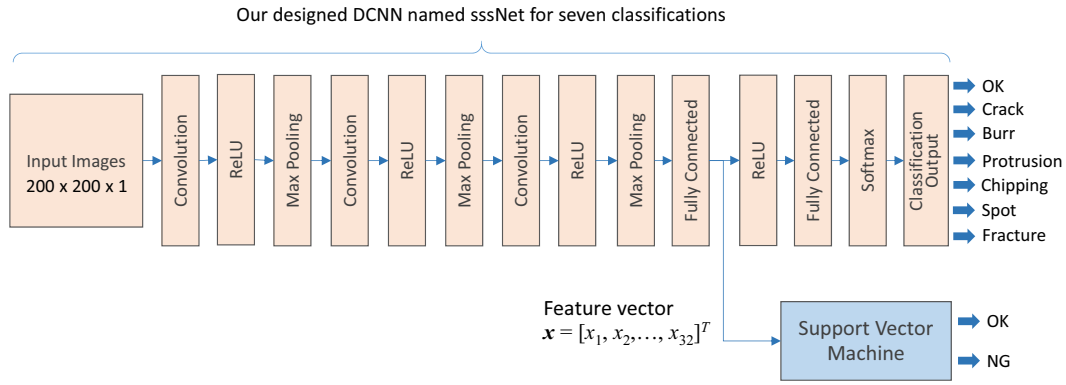 Our designed DCNN named sssNet for seven classifications
Input Images
200 x 200 x 1
Convolution
ReLU
Max Pooling
Convolution
ReLU
Max Pooling
Convolution
ReLU
Max Pooling
Fully Connected
ReLU
Fully Connected
Softmax
Classification
Output
OK
Crack
Burr
Protrusion
Chipping
Spot
Fracture
Feature vector
x = [x1, x2,…, x32]T
Support Vector
Machine
OK
NG